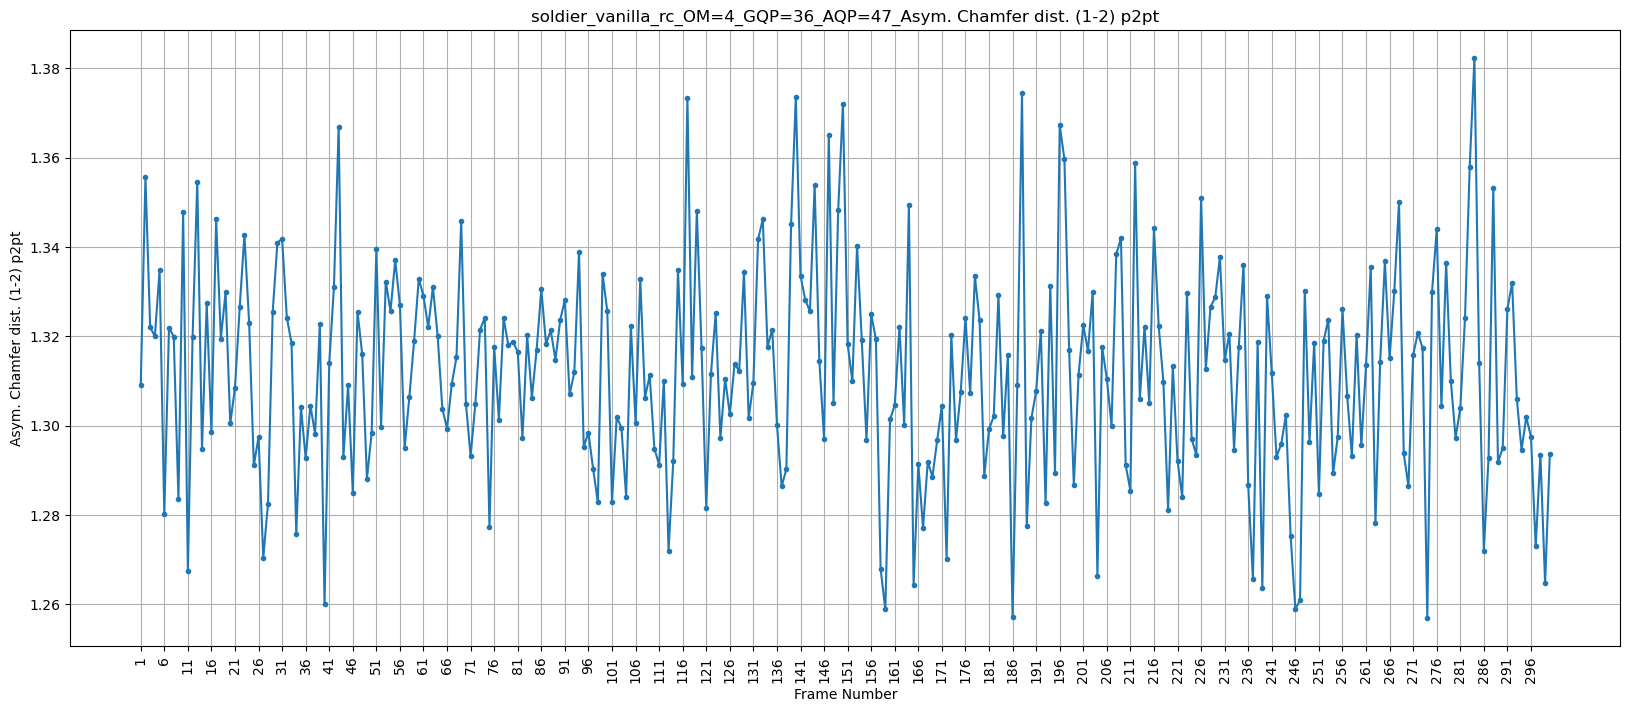 soldier_vanilla_rc_OM=4_GQP=36_AQP=47_Asym. Chamfer dist. (1-2) p2pt
Asym. Chamfer dist. (1-2) p2pt
1.38
1.36
1.34
1.32
1.30
1.28
1.26
1 6 11 16 21 26 31 36 41 46 51 56 61 66 71 76 81 86 91 96 101 106 111 116 121 126 131 136 141 146 151 156 161 166 171 176 181 186 191 196 201 206 211 216 221 226 231 236 241 246 251 256 261 266 271 276 281 286 291 296
Frame Number